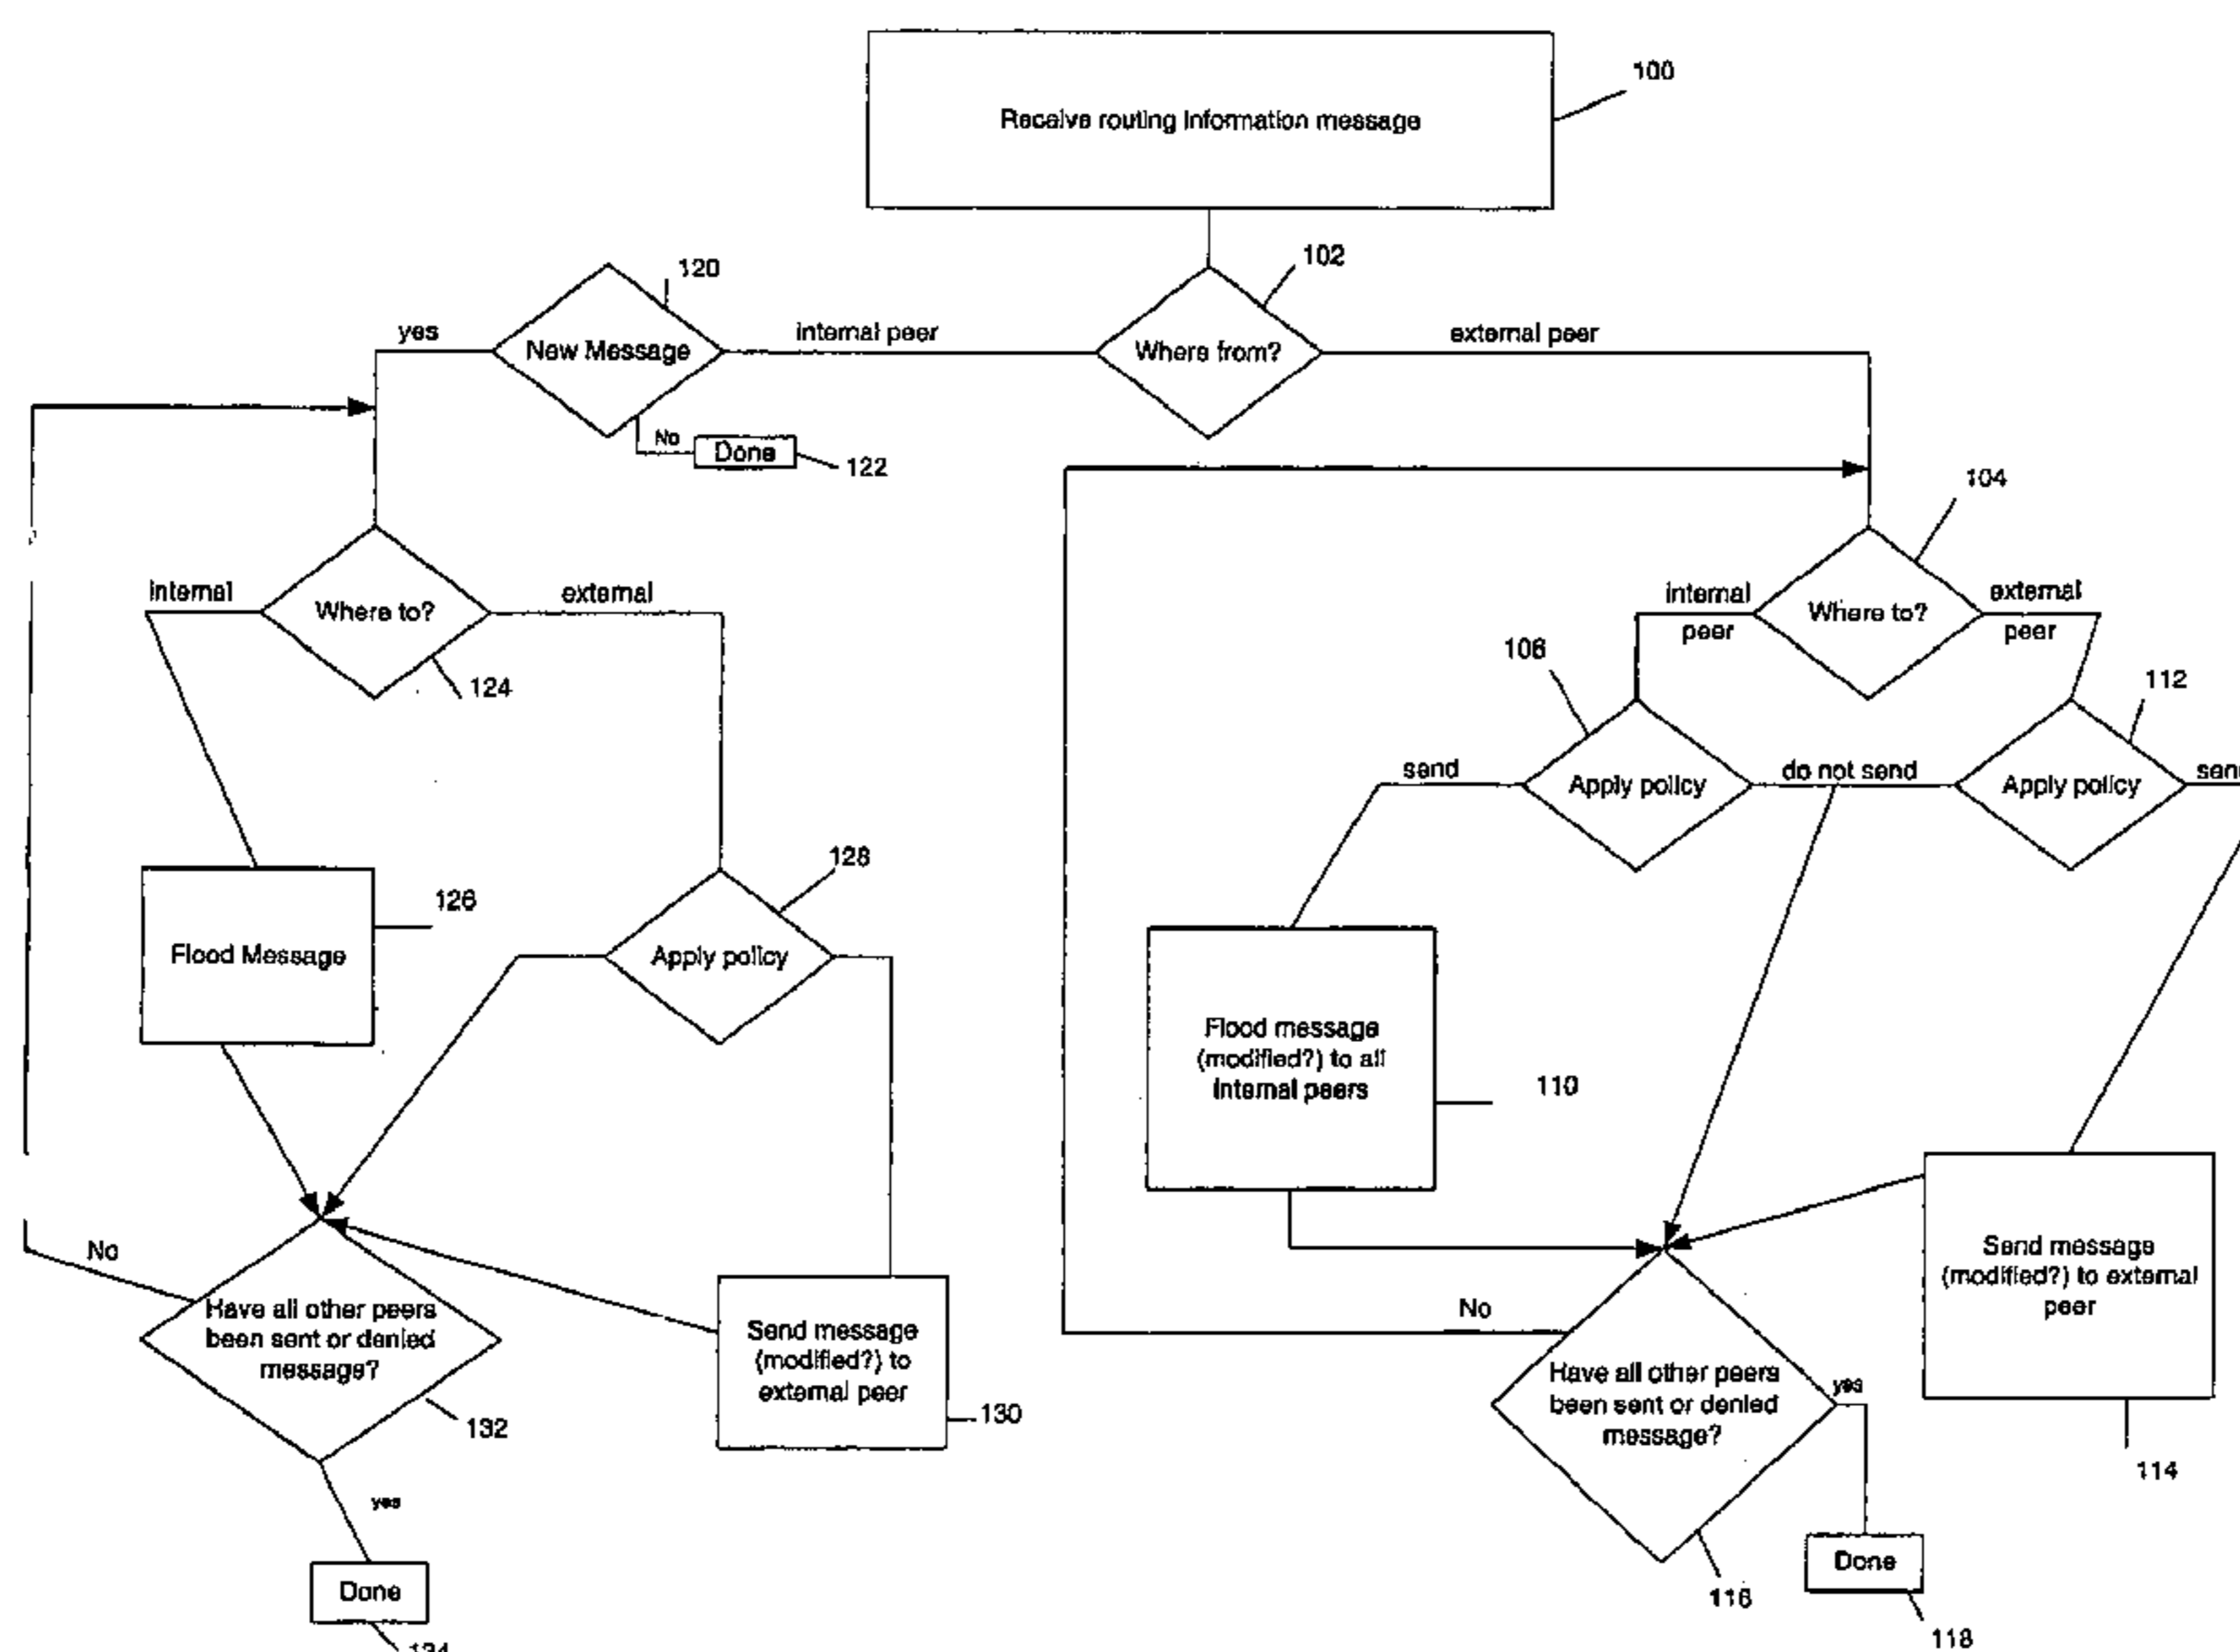 100
Receive routing information message
120
102
yes
New Message
internal peer
Where from?
external peer
No
Done
122
104
internal
Where to?
external
124
internal
peer
Where to?
external
peer
106
112
send
Apply policy
do not send
Apply policy
128
126
Flood Message
Apply policy
Flood message
(modified?) to all
internal peers
110
No
Have all other peers
been sent or denied
message?
132
Send message
(modified?) to
external peer
130
No
Have all other peers
been sent or denied
message?
yes
Send message
(modified?) to external
peer
114
yes
Done
116
Done
118